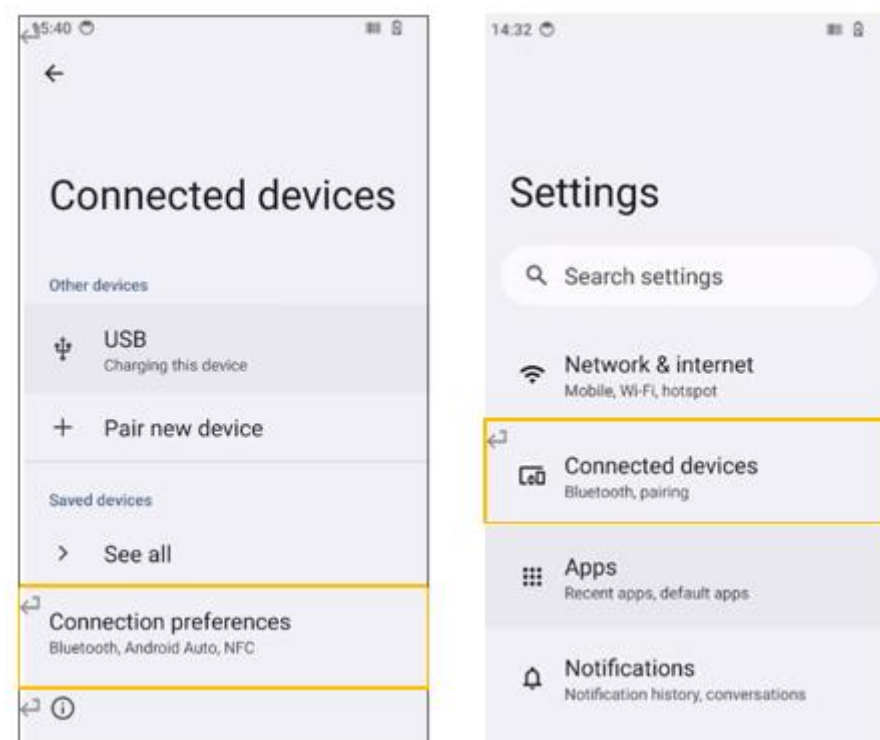 15:40
Connected devices
Other devices
USB
Charging this device
Pair new device
Saved devices
See all
Connection preferences
Bluetooth, Android Auto, NFC
14:32
Settings
Search settings
Network & internet
Mobile, Wi-Fi, hotspot
Connected devices
Bluetooth, pairing
Apps
Recent apps, default apps
Notifications
Notification history, conversations